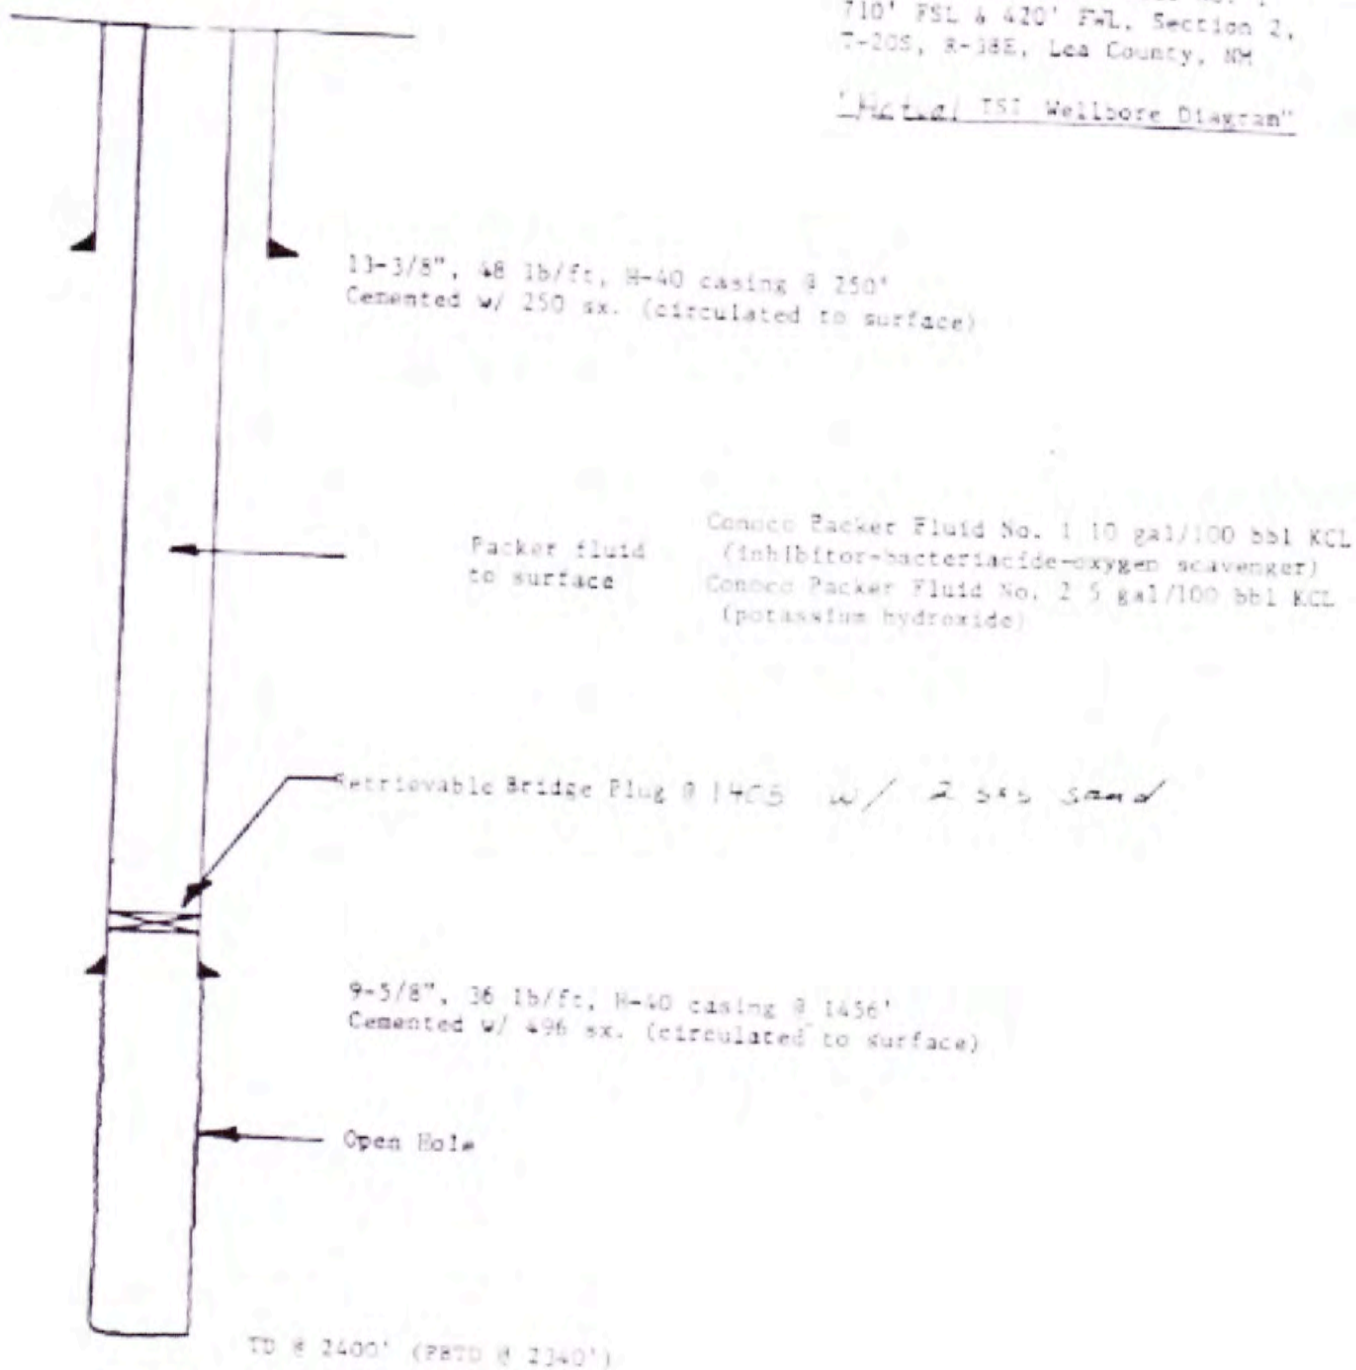 710' FSL & 420' FWL, Section 2,
T-20S, R-38E, Lea County, NM
"Actual TSI Wellbore Diagram"
13-3/8", 48 lb/ft, H-40 casing @ 250'
Cemented w/ 250 sx. (circulated to surface)
Packer fluid
to surface
Conoco Packer Fluid No. 1 10 gal/100 bbl KCL
(inhibitor-bacteriacide-oxygen scavenger)
Conoco Packer Fluid No. 2 5 gal/100 bbl KCL
(potassium hydroxide)
Retrievable Bridge Plug @ 1405 w/ 2 sxs sand
9-5/8", 36 lb/ft, H-40 casing @ 1456'
Cemented w/ 496 sx. (circulated to surface)
Open Hole
TD @ 2400' (PBTD @ 2340')